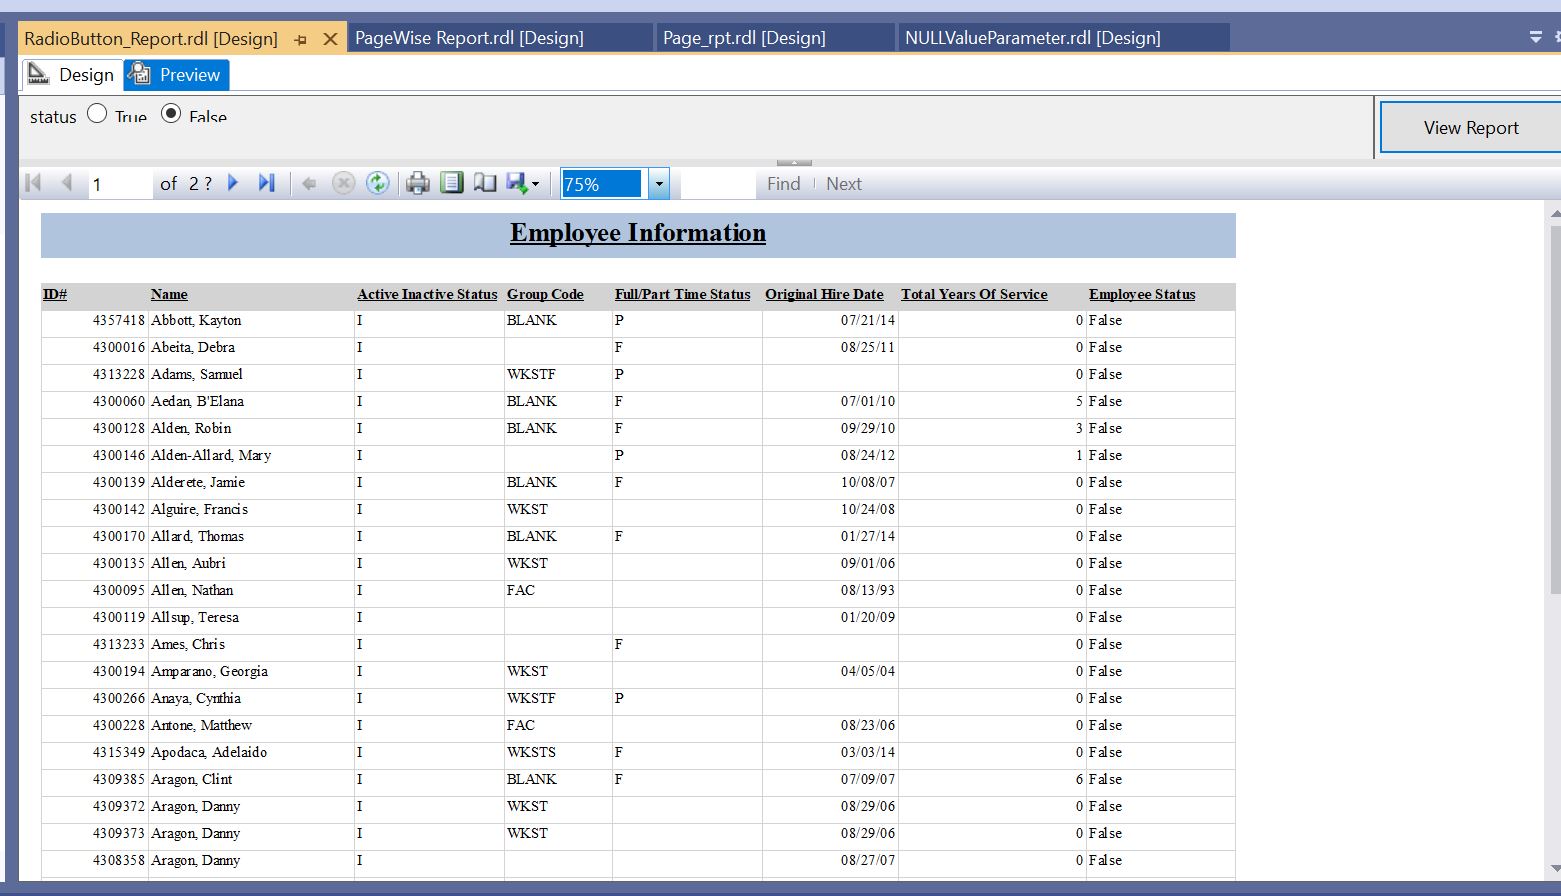 RadioButton_Report.rdl [Design] PageWise Report.rdl [Design] Page_rpt.rdl [Design] NULLValueParameter.rdl [Design]
Design Preview
status True False View Report
1 of 2 ? 75% Find Next
Employee Information
ID# Name Active Inactive Status Group Code Full/Part Time Status Original Hire Date Total Years Of Service Employee Status
4357418 Abbott, Kayton I BLANK P 07/21/14 0 False
4300016 Abeita, Debra I F 08/25/11 0 False
4313228 Adams, Samuel I WKSTF P 0 False
4300060 Aedan, B'Elana I BLANK F 07/01/10 5 False
4300128 Alden, Robin I BLANK F 09/29/10 3 False
4300146 Alden-Allard, Mary I P 08/24/12 1 False
4300139 Alderete, Jamie I BLANK F 10/08/07 0 False
4300142 Alguire, Francis I WKST 10/24/08 0 False
4300170 Allard, Thomas I BLANK F 01/27/14 0 False
4300135 Allen, Aubri I WKST 09/01/06 0 False
4300095 Allen, Nathan I FAC 08/13/93 0 False
4300119 Allsup, Teresa I 01/20/09 0 False
4313233 Ames, Chris I F 0 False
4300194 Amparano, Georgia I WKST 04/05/04 0 False
4300266 Anaya, Cynthia I WKSTF P 0 False
4300228 Antone, Matthew I FAC 08/23/06 0 False
4315349 Apodaca, Adelaido I WKSTS F 03/03/14 0 False
4309385 Aragon, Clint I BLANK F 07/09/07 6 False
4309372 Aragon, Danny I WKST 08/29/06 0 False
4309373 Aragon, Danny I WKST 08/29/06 0 False
4308358 Aragon, Danny I 08/27/07 0 False